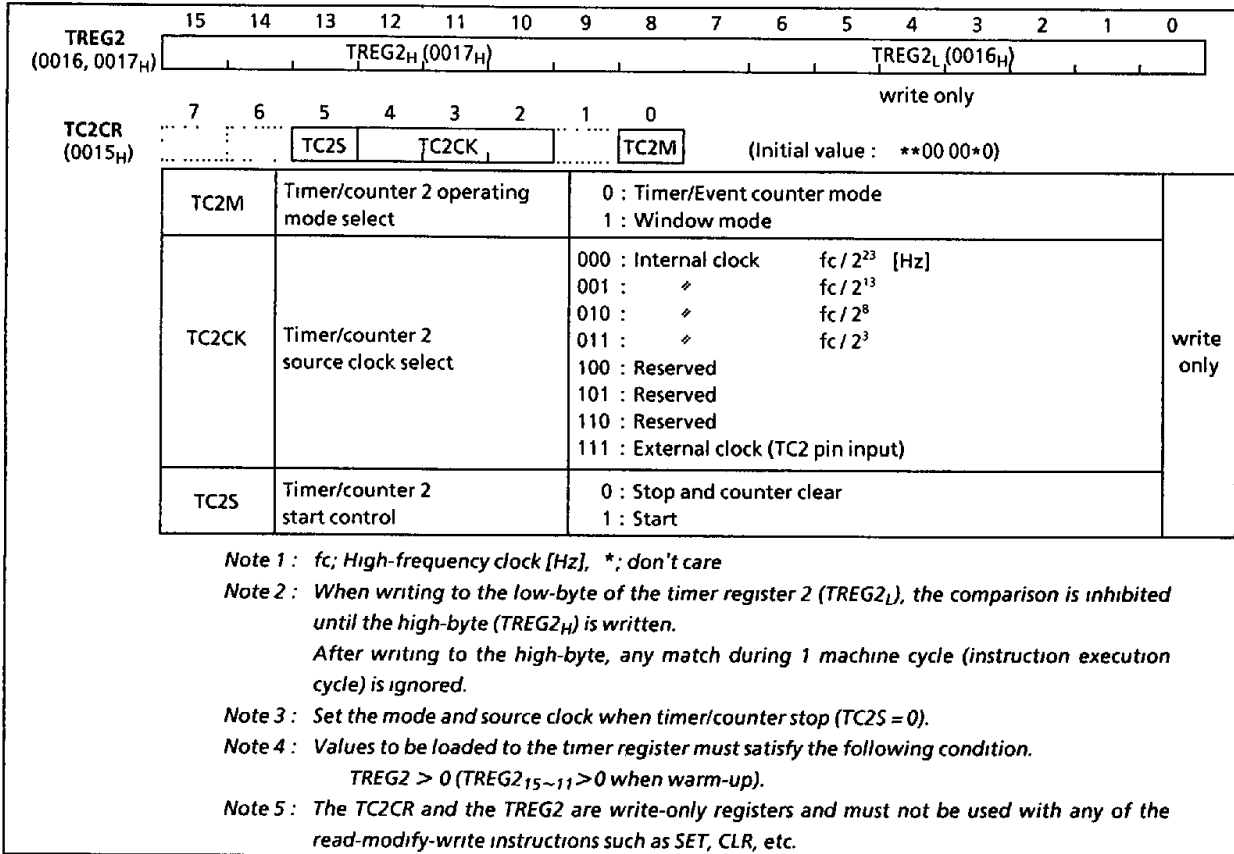 15 14 13 12 11 10 9 8 7 6 5 4 3 2 1 0
TREG2
(0016, 0017H)
TREG2H (0017H) TREG2L (0016H)
write only
7 6 5 4 3 2 1 0
TC2CR
(0015H)
TC2S TC2CK TC2M (Initial value : **00 00*0)
TC2M Timer/counter 2 operating 0 : Timer/Event counter mode
mode select 1 : Window mode
000 : Internal clock fc / 2²³ [Hz]
001 : 〃 fc / 2¹³
010 : 〃 fc / 2⁸
TC2CK Timer/counter 2 011 : 〃 fc / 2³ write
source clock select 100 : Reserved only
101 : Reserved
110 : Reserved
111 : External clock (TC2 pin input)
TC2S Timer/counter 2 0 : Stop and counter clear
start control 1 : Start
Note 1 : fc; High-frequency clock [Hz], *; don't care
Note 2 : When writing to the low-byte of the timer register 2 (TREG2L), the comparison is inhibited
until the high-byte (TREG2H) is written.
After writing to the high-byte, any match during 1 machine cycle (instruction execution
cycle) is ignored.
Note 3 : Set the mode and source clock when timer/counter stop (TC2S = 0).
Note 4 : Values to be loaded to the timer register must satisfy the following condition.
TREG2 > 0 (TREG2₁₅~₁₁>0 when warm-up).
Note 5 : The TC2CR and the TREG2 are write-only registers and must not be used with any of the
read-modify-write instructions such as SET, CLR, etc.